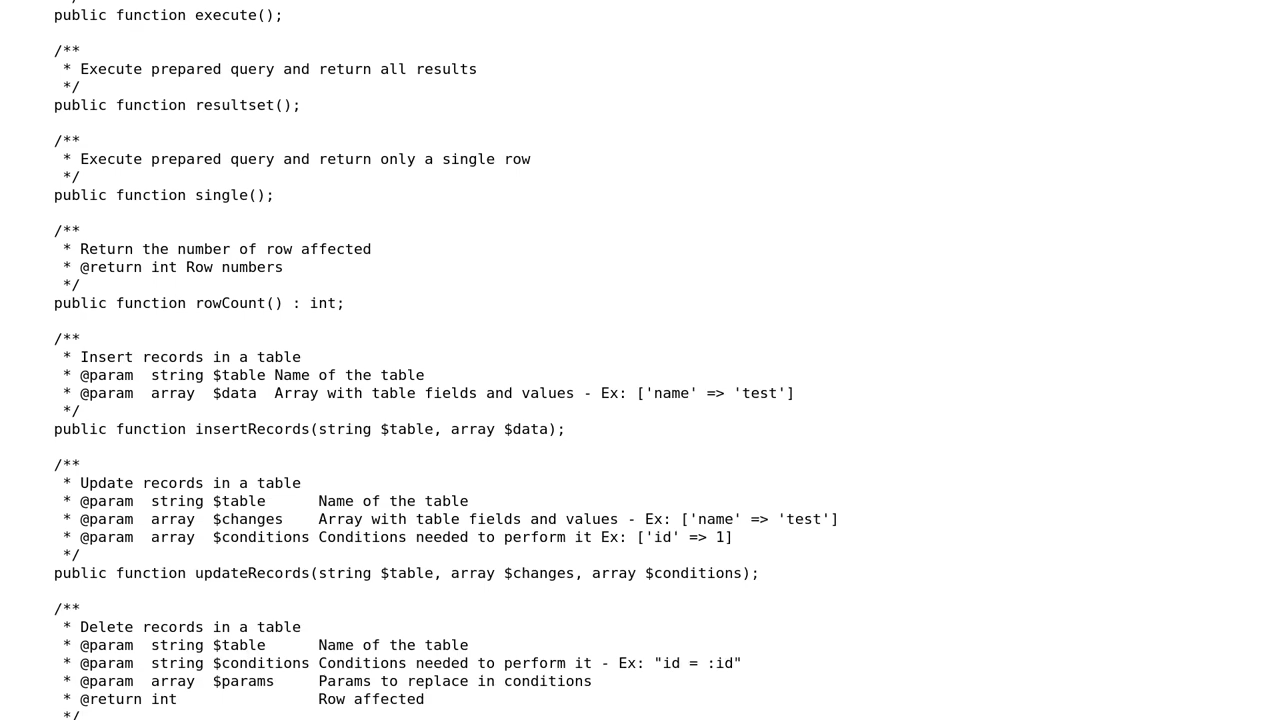 */
public function execute();

/**
 * Execute prepared query and return all results
 */
public function resultset();

/**
 * Execute prepared query and return only a single row
 */
public function single();

/**
 * Return the number of row affected
 * @return int Row numbers
 */
public function rowCount() : int;

/**
 * Insert records in a table
 * @param  string $table Name of the table
 * @param  array  $data  Array with table fields and values - Ex: ['name' => 'test']
 */
public function insertRecords(string $table, array $data);

/**
 * Update records in a table
 * @param  string $table      Name of the table
 * @param  array  $changes    Array with table fields and values - Ex: ['name' => 'test']
 * @param  array  $conditions Conditions needed to perform it Ex: ['id' => 1]
 */
public function updateRecords(string $table, array $changes, array $conditions);

/**
 * Delete records in a table
 * @param  string $table      Name of the table
 * @param  string $conditions Conditions needed to perform it - Ex: "id = :id"
 * @param  array  $params     Params to replace in conditions
 * @return int                Row affected
 */